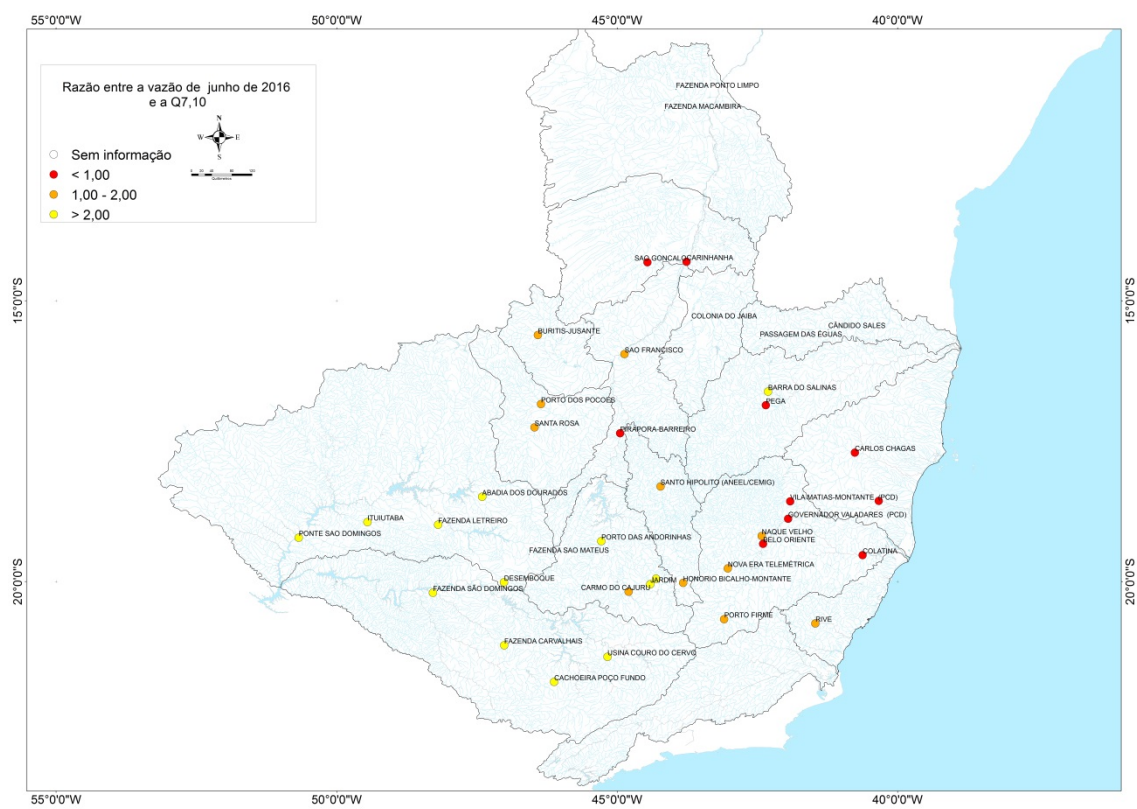 55°0'0"W
50°0'0"W
45°0'0"W
40°0'0"W
Razão entre a vazão de junho de 2016
e a Q7,10
N
W
E
S
Sem informação
< 1,00
1,00 - 2,00
> 2,00
FAZENDA PONTO LIMPO
FAZENDA MACAMBIRA
SAO GONCALO
CARINHANHA
15°0'0"S
15°0'0"S
COLONIA DO JAIBA
CÂNDIDO SALES
PASSAGEM DAS ÉGUAS
BURITIS-JUSANTE
SAO FRANCISCO
BARRA DO SALINAS
PEGA
PORTO DOS POCOES
SANTA ROSA
PIRAPORA-BARREIRO
CARLOS CHAGAS
SANTO HIPOLITO (ANEEL/CEMIG)
ABADIA DOS DOURADOS
VILA MATIAS-MONTANTE (PCD)
GOVERNADOR VALADARES (PCD)
ITUIUTABA
FAZENDA LETREIRO
PONTE SAO DOMINGOS
PORTO DAS ANDORINHAS
NAQUE VELHO
BELO ORIENTE
FAZENDA SAO MATEUS
COLATINA
NOVA ERA TELEMÉTRICA
DESEMBOQUE
JARDIM
HONORIO BICALHO-MONTANTE
FAZENDA SÃO DOMINGOS
CARMO DO CAJURU
20°0'0"S
20°0'0"S
PORTO FIRME
RIVE
FAZENDA CARVALHAIS
USINA COURO DO CERVO
CACHOEIRA POÇO FUNDO
55°0'0"W
50°0'0"W
45°0'0"W
40°0'0"W